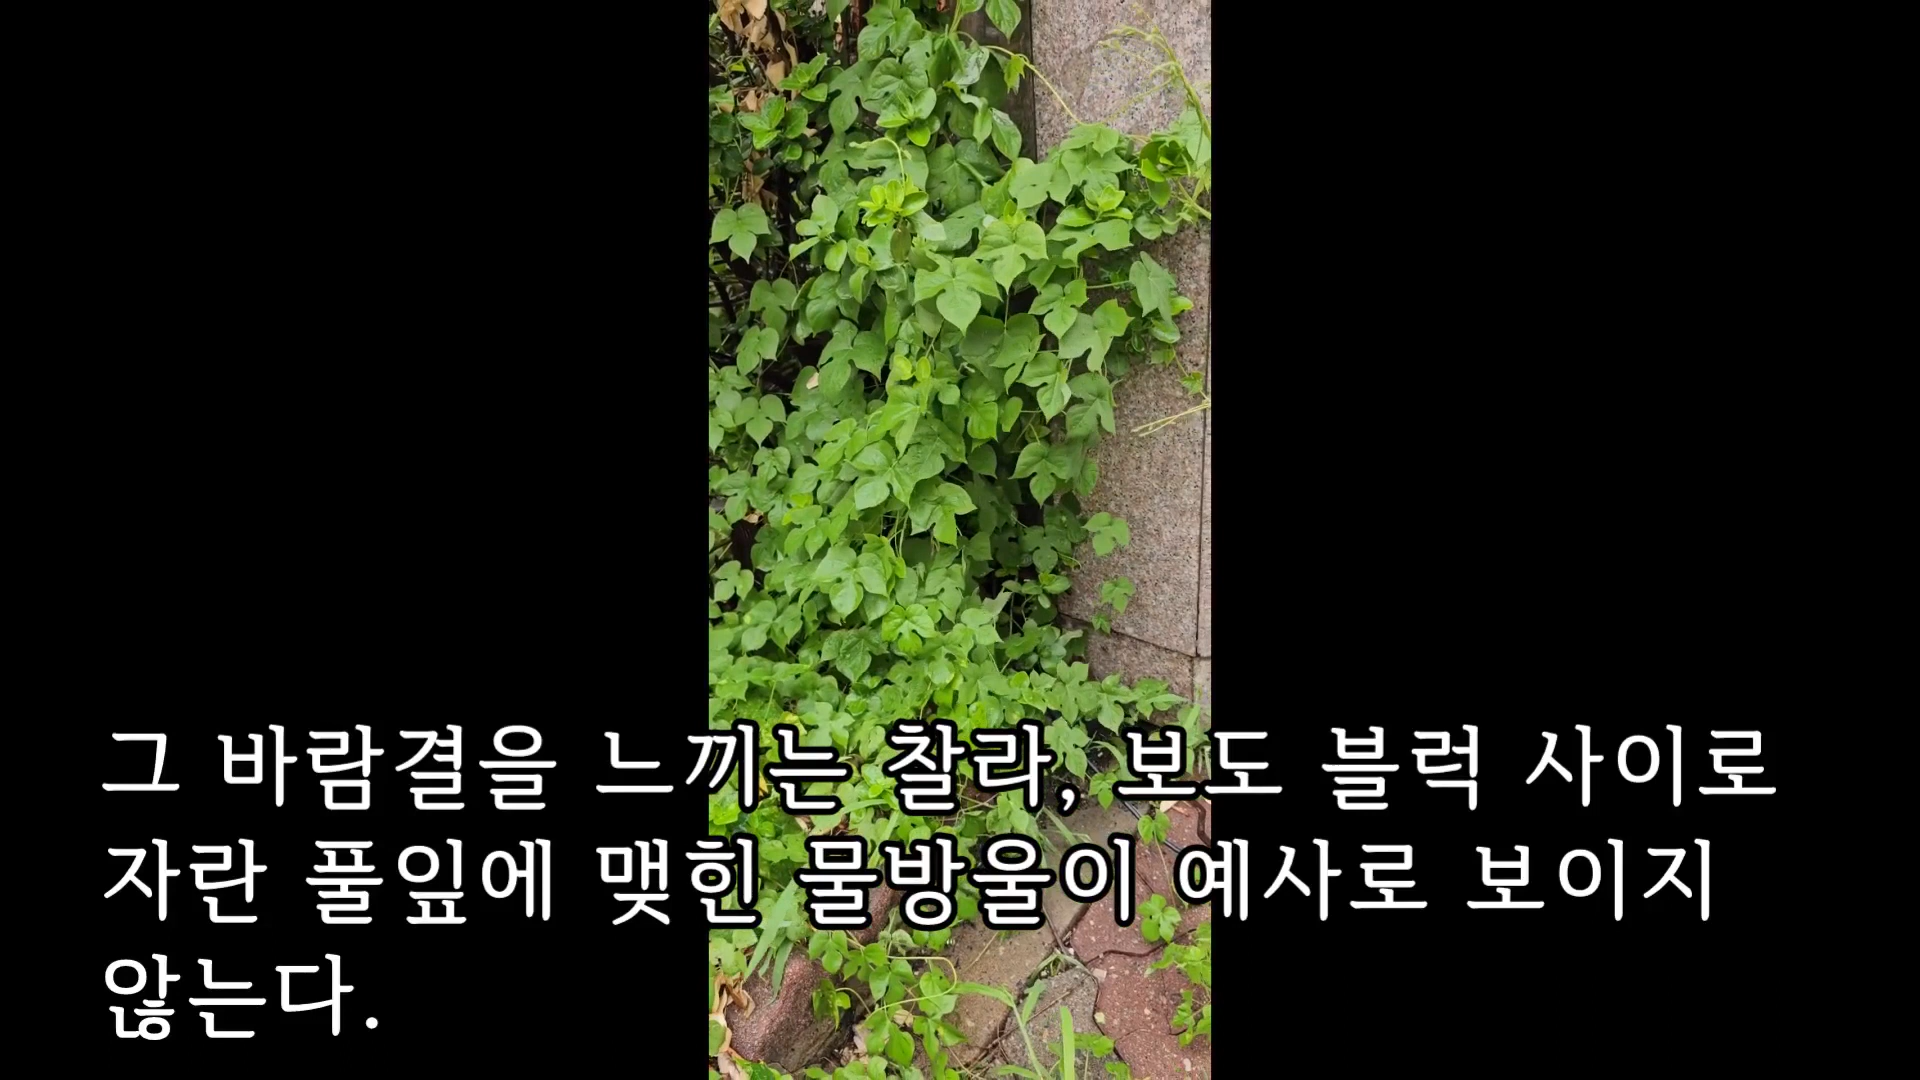 그 바람결을 느끼는 찰라, 보도 블럭 사이로
자란 풀잎에 맺힌 물방울이 예사로 보이지
않는다.